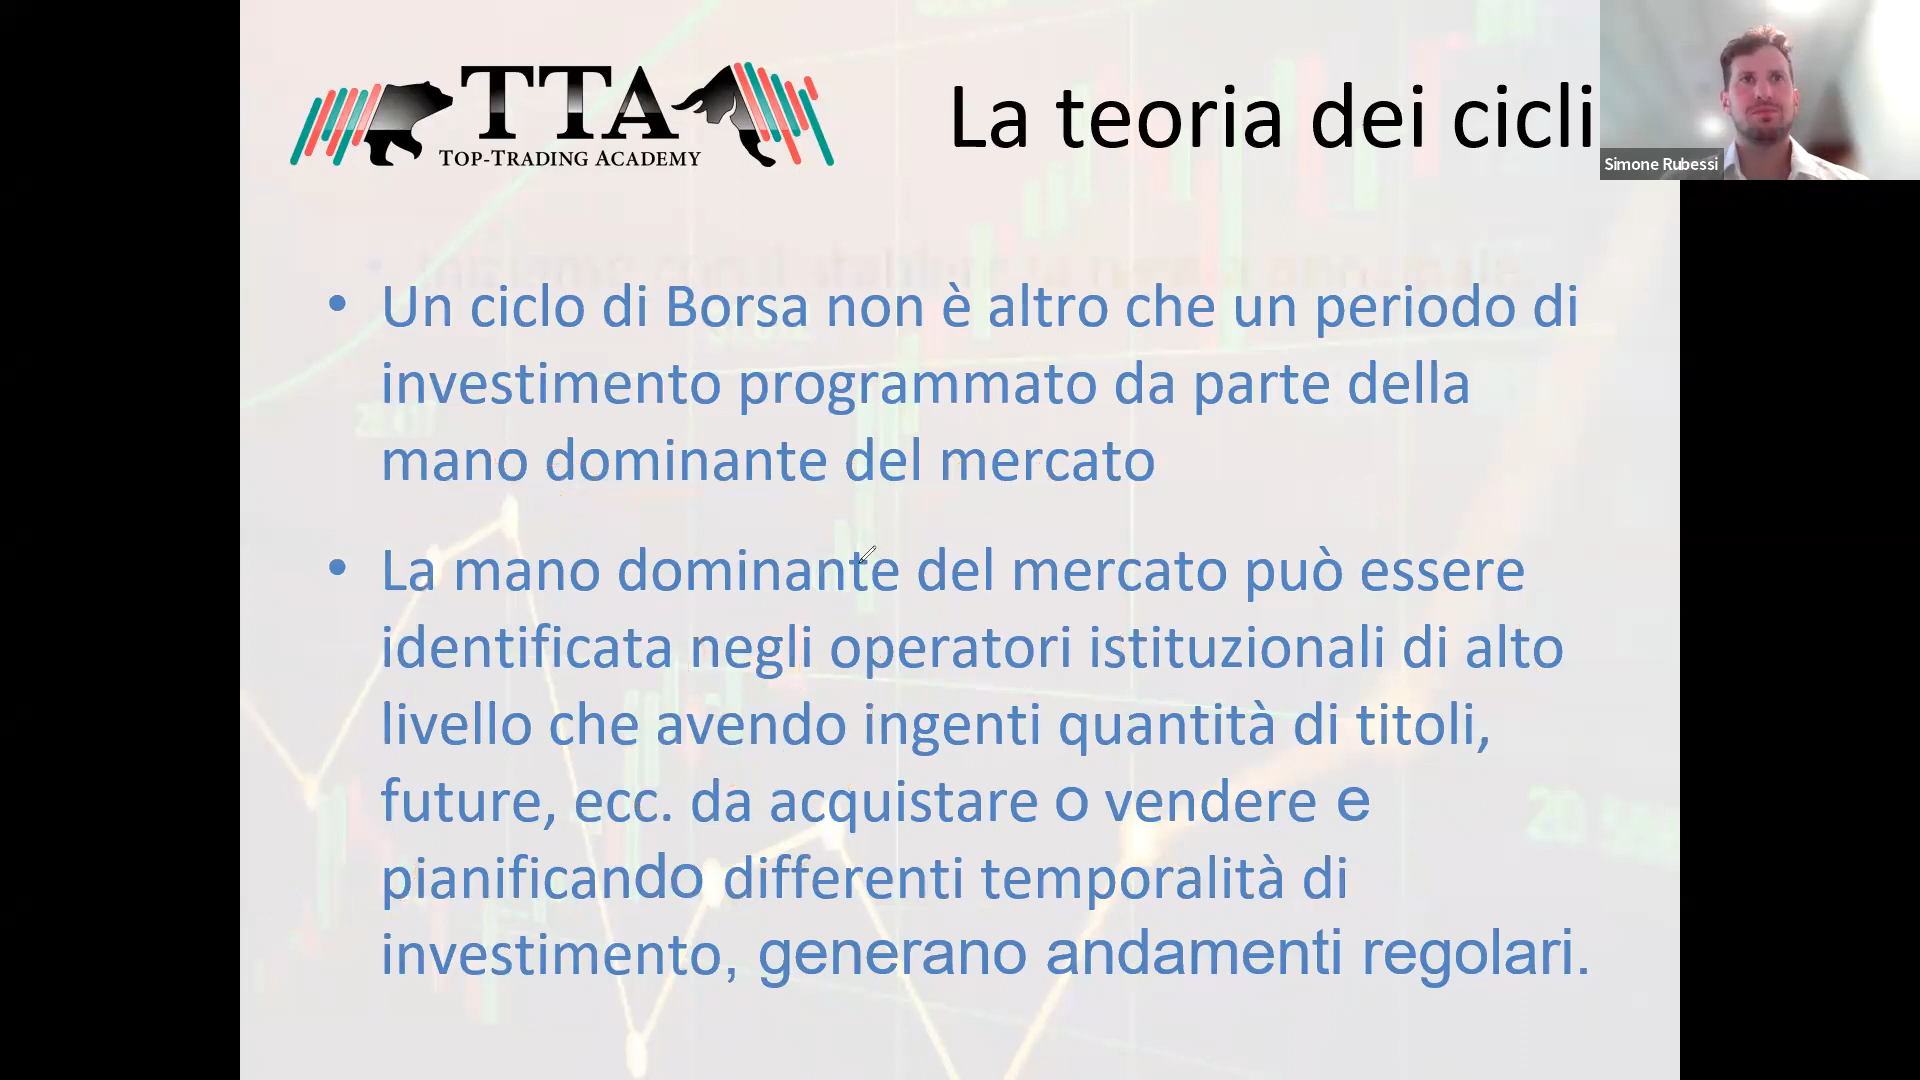 TTA
TOP-TRADING ACADEMY
La teoria dei cicli
Simone Rubessi
• Un ciclo di Borsa non è altro che un periodo di
investimento programmato da parte della
mano dominante del mercato
• La mano dominante del mercato può essere
identificata negli operatori istituzionali di alto
livello che avendo ingenti quantità di titoli,
future, ecc. da acquistare o vendere e
pianificando differenti temporalità di
investimento, generano andamenti regolari.